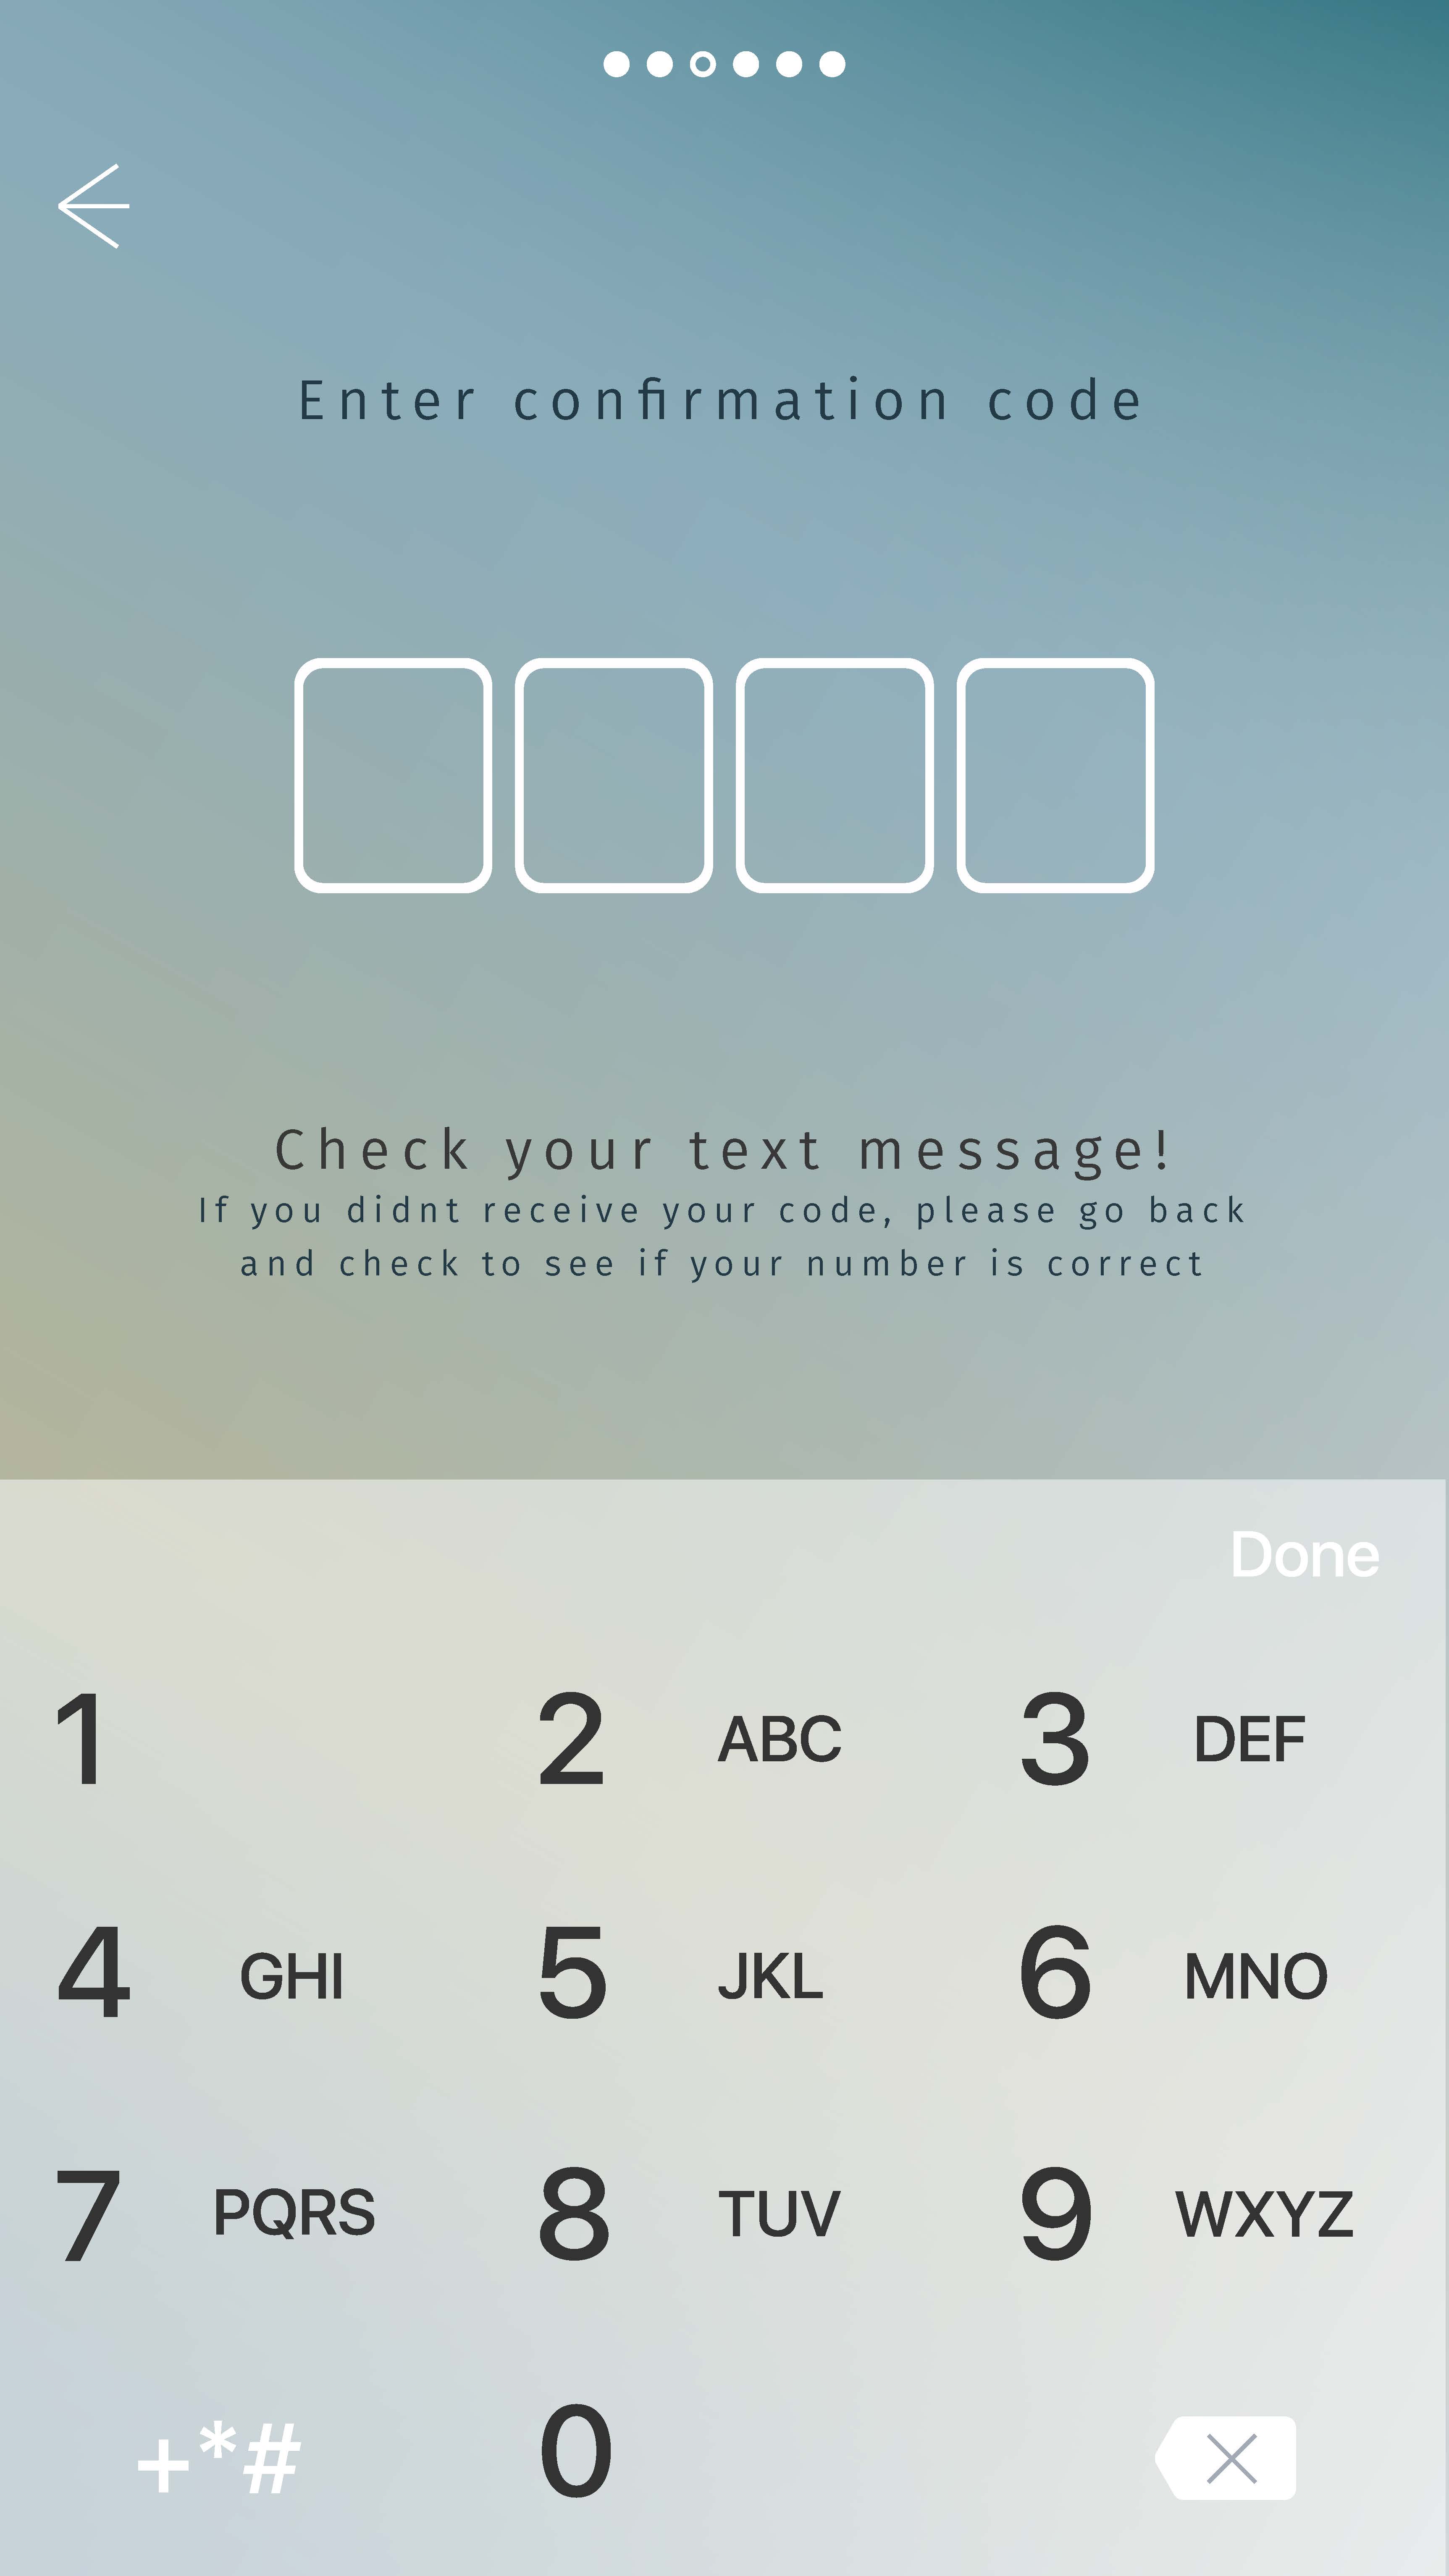 Enter confirmation code
Check your text message!
If you didnt receive your code, please go back
and check to see if your number is correct
Done
1 2 ABC 3 DEF
4 GHI 5 JKL 6 MNO
7 PQRS 8 TUV 9 WXYZ
+*# 0